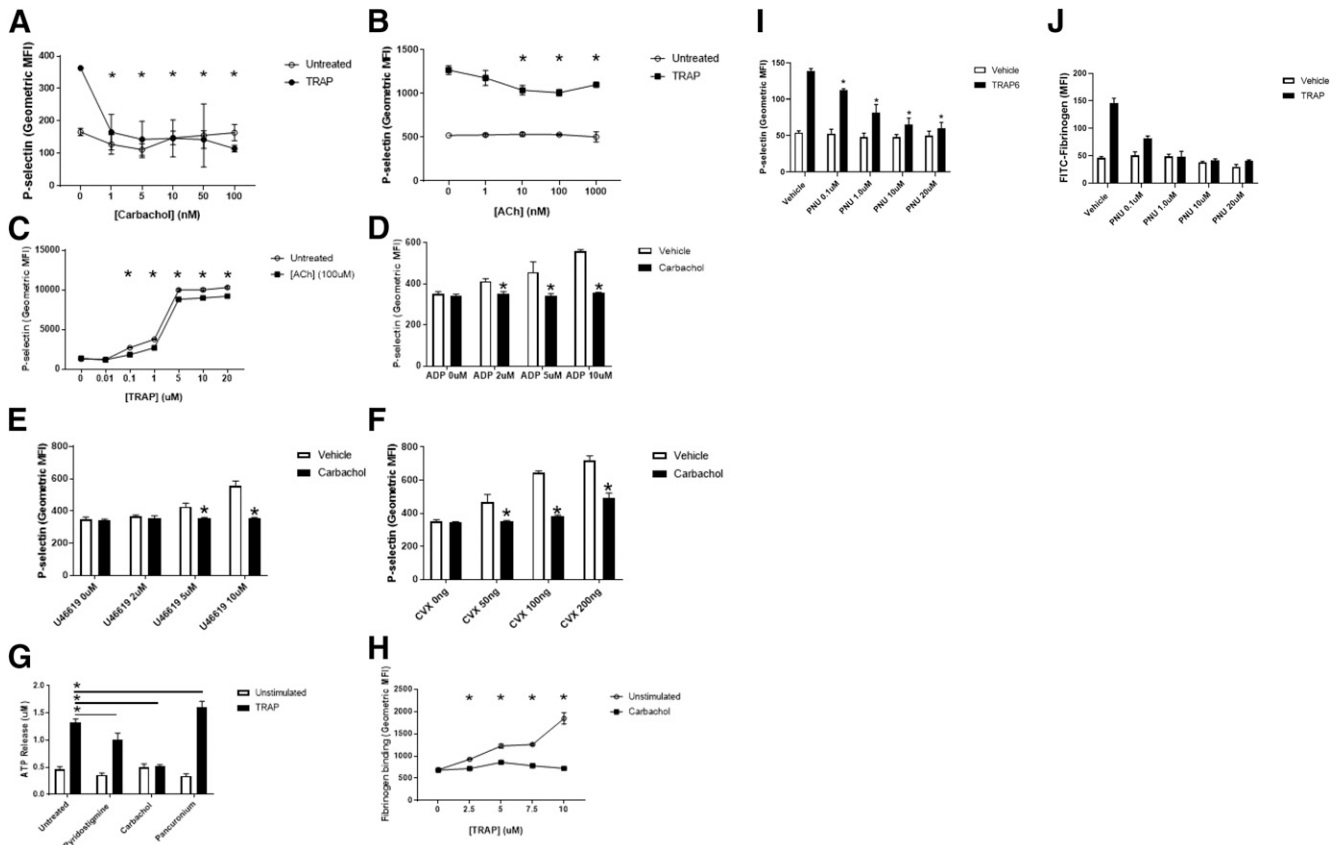 A
P-selectin (Geometric MFI)
400
300
200
100
0
* * * * *
Untreated
TRAP
0 1 5 10 50 100
[Carbachol] (nM)
B
P-selectin (Geometric MFI)
1500
1000
500
0
* * *
Untreated
TRAP
0 1 10 100 1000
[ACh] (nM)
C
P-selectin (Geometric MFI)
15000
10000
5000
0
* * * * *
Untreated
[ACh] (100uM)
0 0.01 0.1 1 5 10 20
[TRAP] (uM)
D
P-selectin (Geometric MFI)
600
400
200
0
* * *
Vehicle
Carbachol
ADP 0uM ADP 2uM ADP 5uM ADP 10uM
E
P-selectin (Geometric MFI)
800
600
400
200
0
* *
Vehicle
Carbachol
U46619 0uM
U46619 2uM
U46619 5uM
U46619 10uM
F
P-selectin (Geometric MFI)
800
600
400
200
0
* * *
Vehicle
Carbachol
CVX 0ng
CVX 50ng
CVX 100ng
CVX 200ng
G
ATP Release (uM)
2.0
1.5
1.0
0.5
0.0
*
*
*
Unstimulated
TRAP
Untreated
Pyridostigmine
Carbachol
Pancuronium
H
Fibrinogen binding (Geometric MFI)
2500
2000
1500
1000
500
0
* * * *
Unstimulated
Carbachol
0 2.5 5 7.5 10
[TRAP] (uM)
I
P-selectin (Geometric MFI)
150
100
50
0
* * * *
Vehicle
TRAP6
Vehicle
PNU 0.1uM
PNU 1.0uM
PNU 10uM
PNU 20uM
J
FITC-Fibrinogen (MFI)
200
150
100
50
0
Vehicle
TRAP
Vehicle
PNU 0.1uM
PNU 1.0uM
PNU 10uM
PNU 20uM